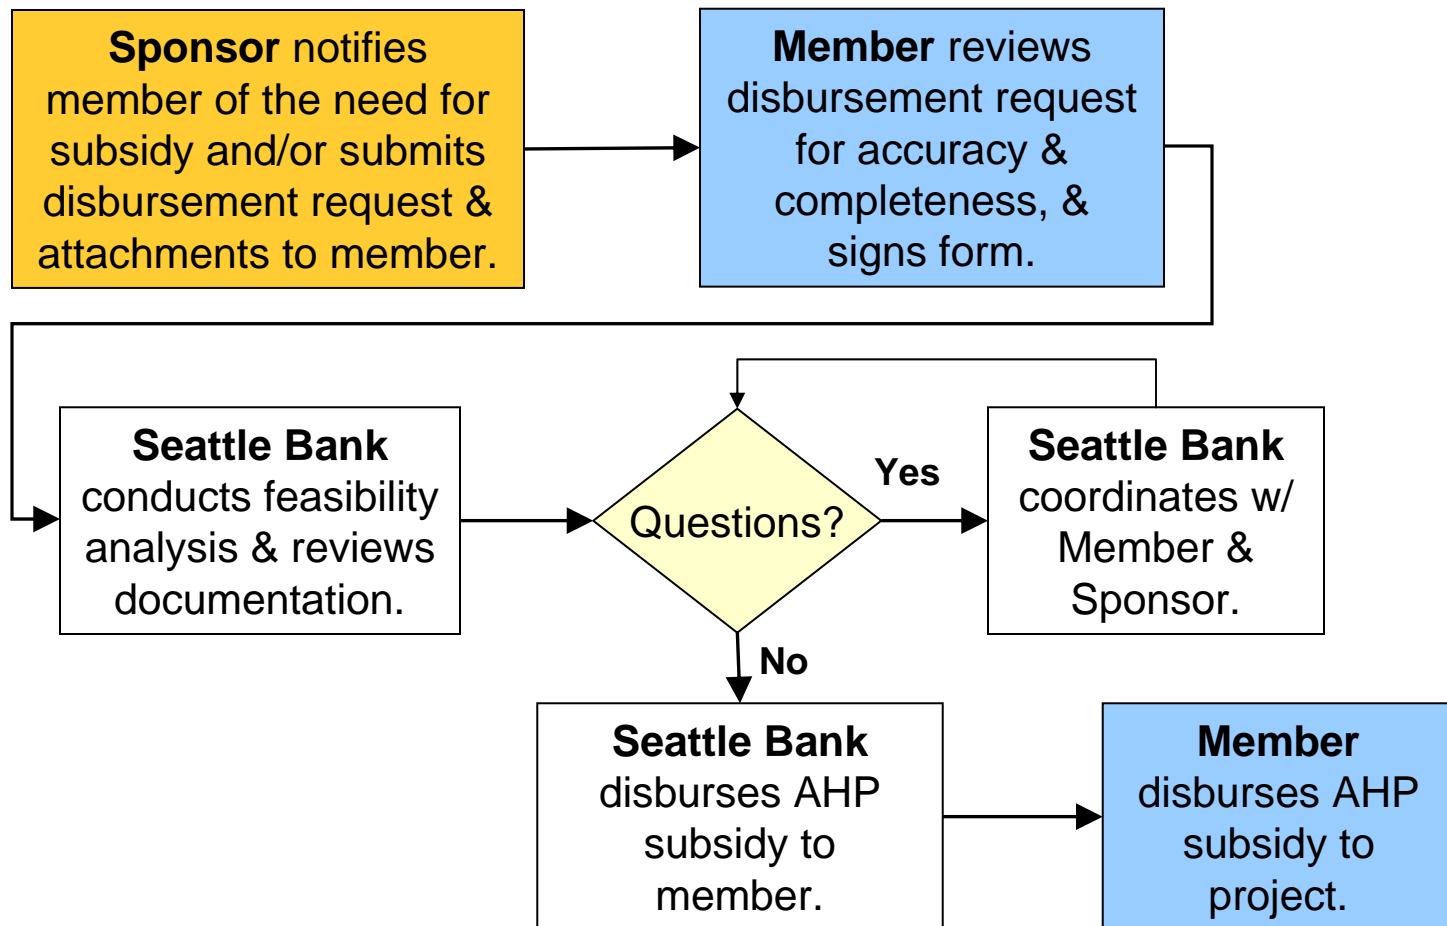 Sponsor notifies
member of the need for
subsidy and/or submits
disbursement request &
attachments to member.
Member reviews
disbursement request
for accuracy &
completeness, &
signs form.
Seattle Bank
conducts feasibility
analysis & reviews
documentation.
Questions?
Yes
Seattle Bank
coordinates w/
Member &
Sponsor.
No
Seattle Bank
disburses AHP
subsidy to
member.
Member
disburses AHP
subsidy to
project.